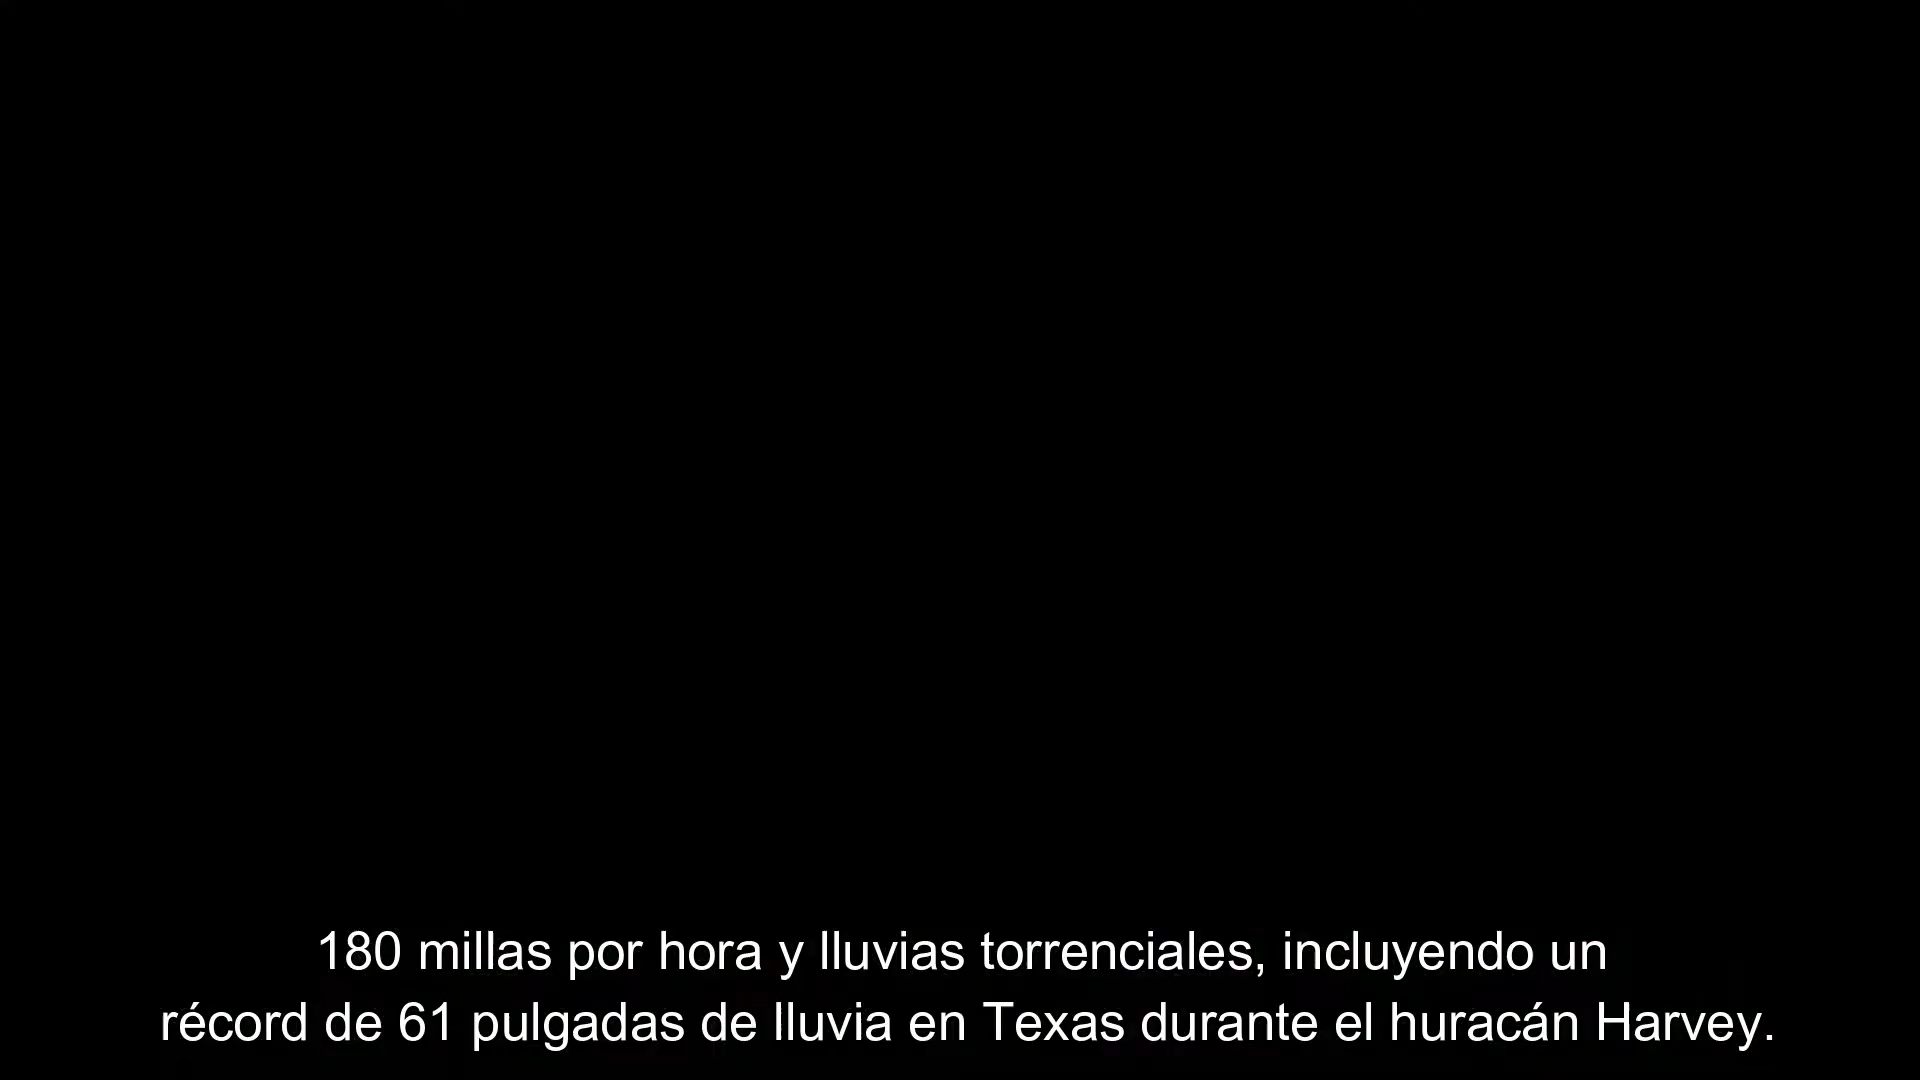 180 millas por hora y lluvias torrenciales, incluyendo un
récord de 61 pulgadas de lluvia en Texas durante el huracán Harvey.